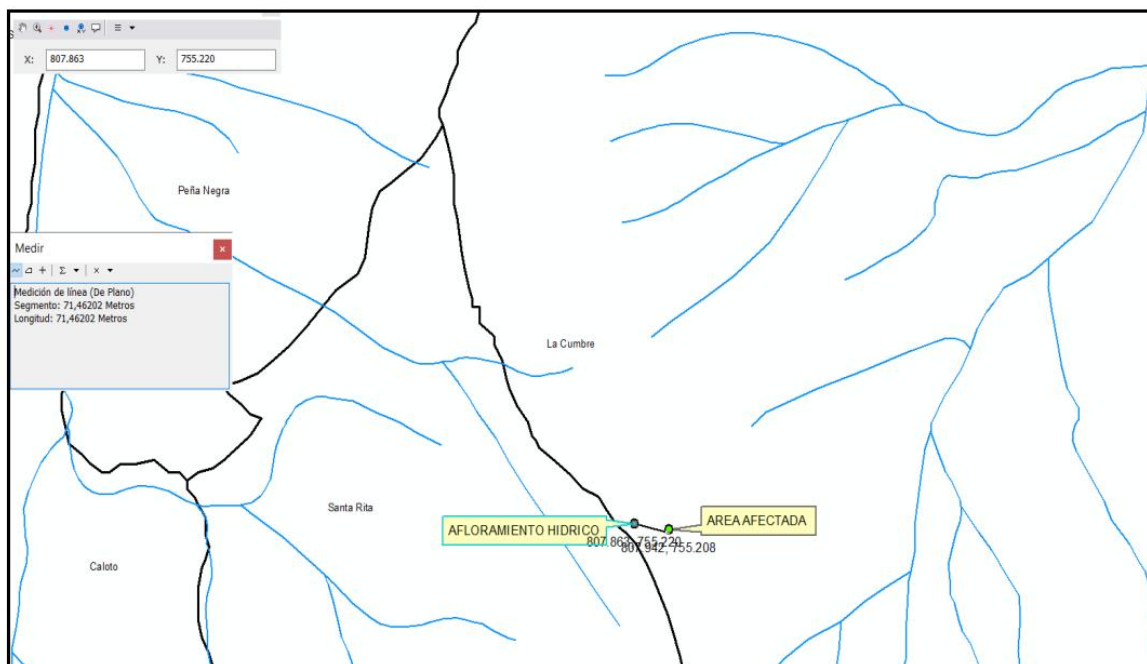 X: 807.863 Y: 755.220
Peña Negra
Medir
Medición de línea (De Plano)
Segmento: 71,46202 Metros
Longitud: 71,46202 Metros
La Cumbre
Santa Rita
AFLORAMIENTO HIDRICO
AREA AFECTADA
807.863, 755.220
807.942, 755.208
Caloto